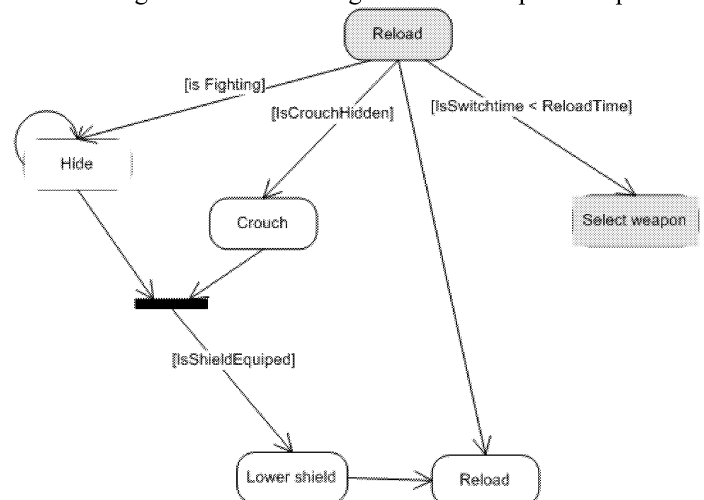 Reload
[is Fighting]
[IsCrouchHidden]
[IsSwitchtime < ReloadTime]
Hide
Crouch
Select weapon
[IsShieldEquiped]
Lower shield
Reload